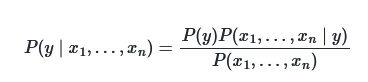 P(y | x₁, …, xₙ) = P(y)P(x₁, …, xₙ | y) / P(x₁, …, xₙ)